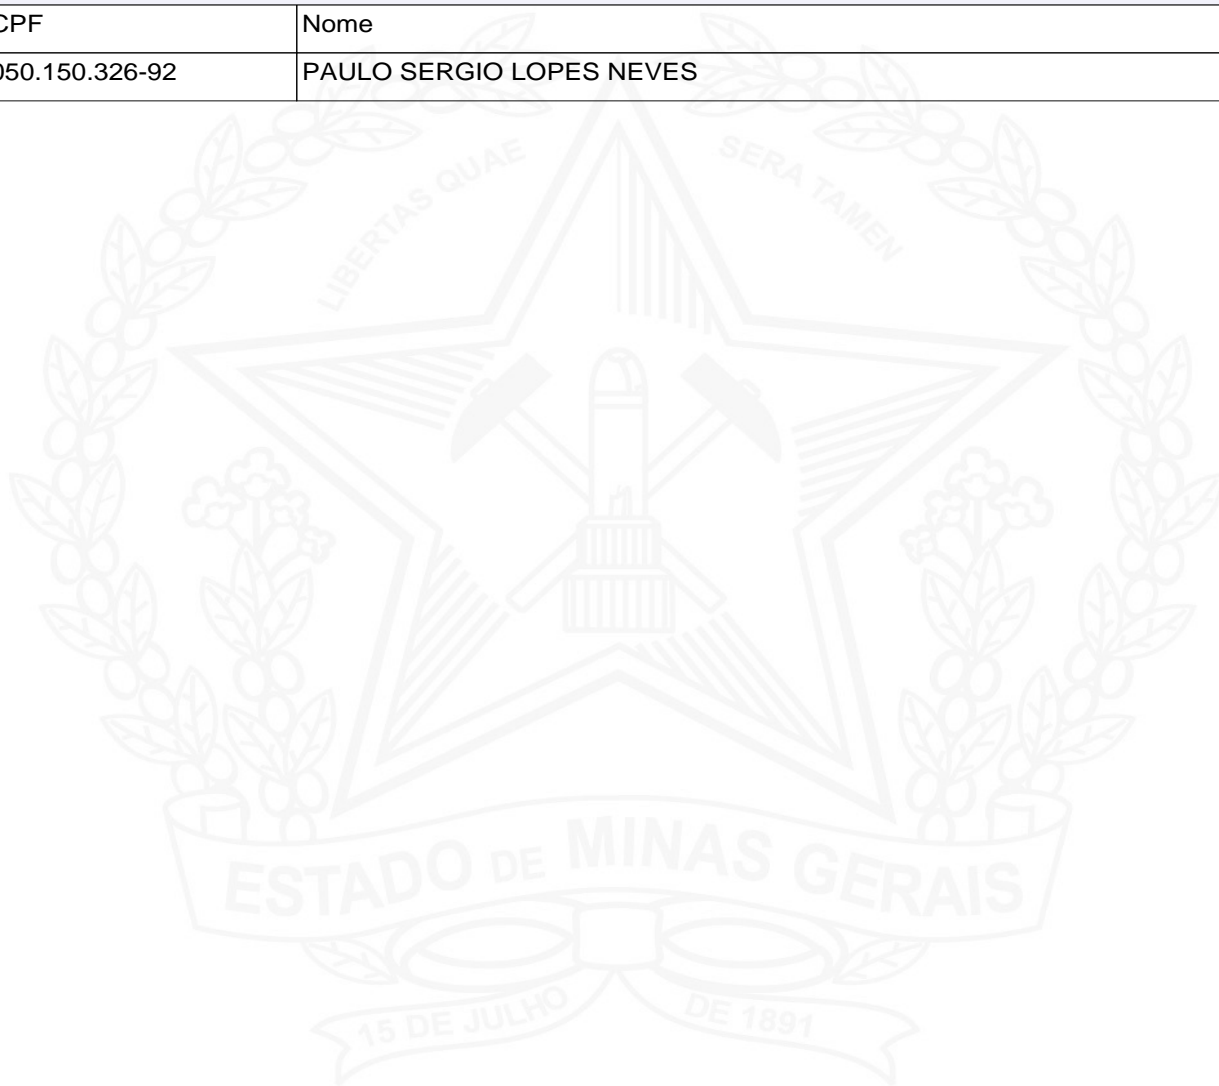 CPF Nome
050.150.326-92 PAULO SERGIO LOPES NEVES
LIBERTAS QUAE SERA TAMEN
ESTADO DE MINAS GERAIS
15 DE JULHO DE 1891